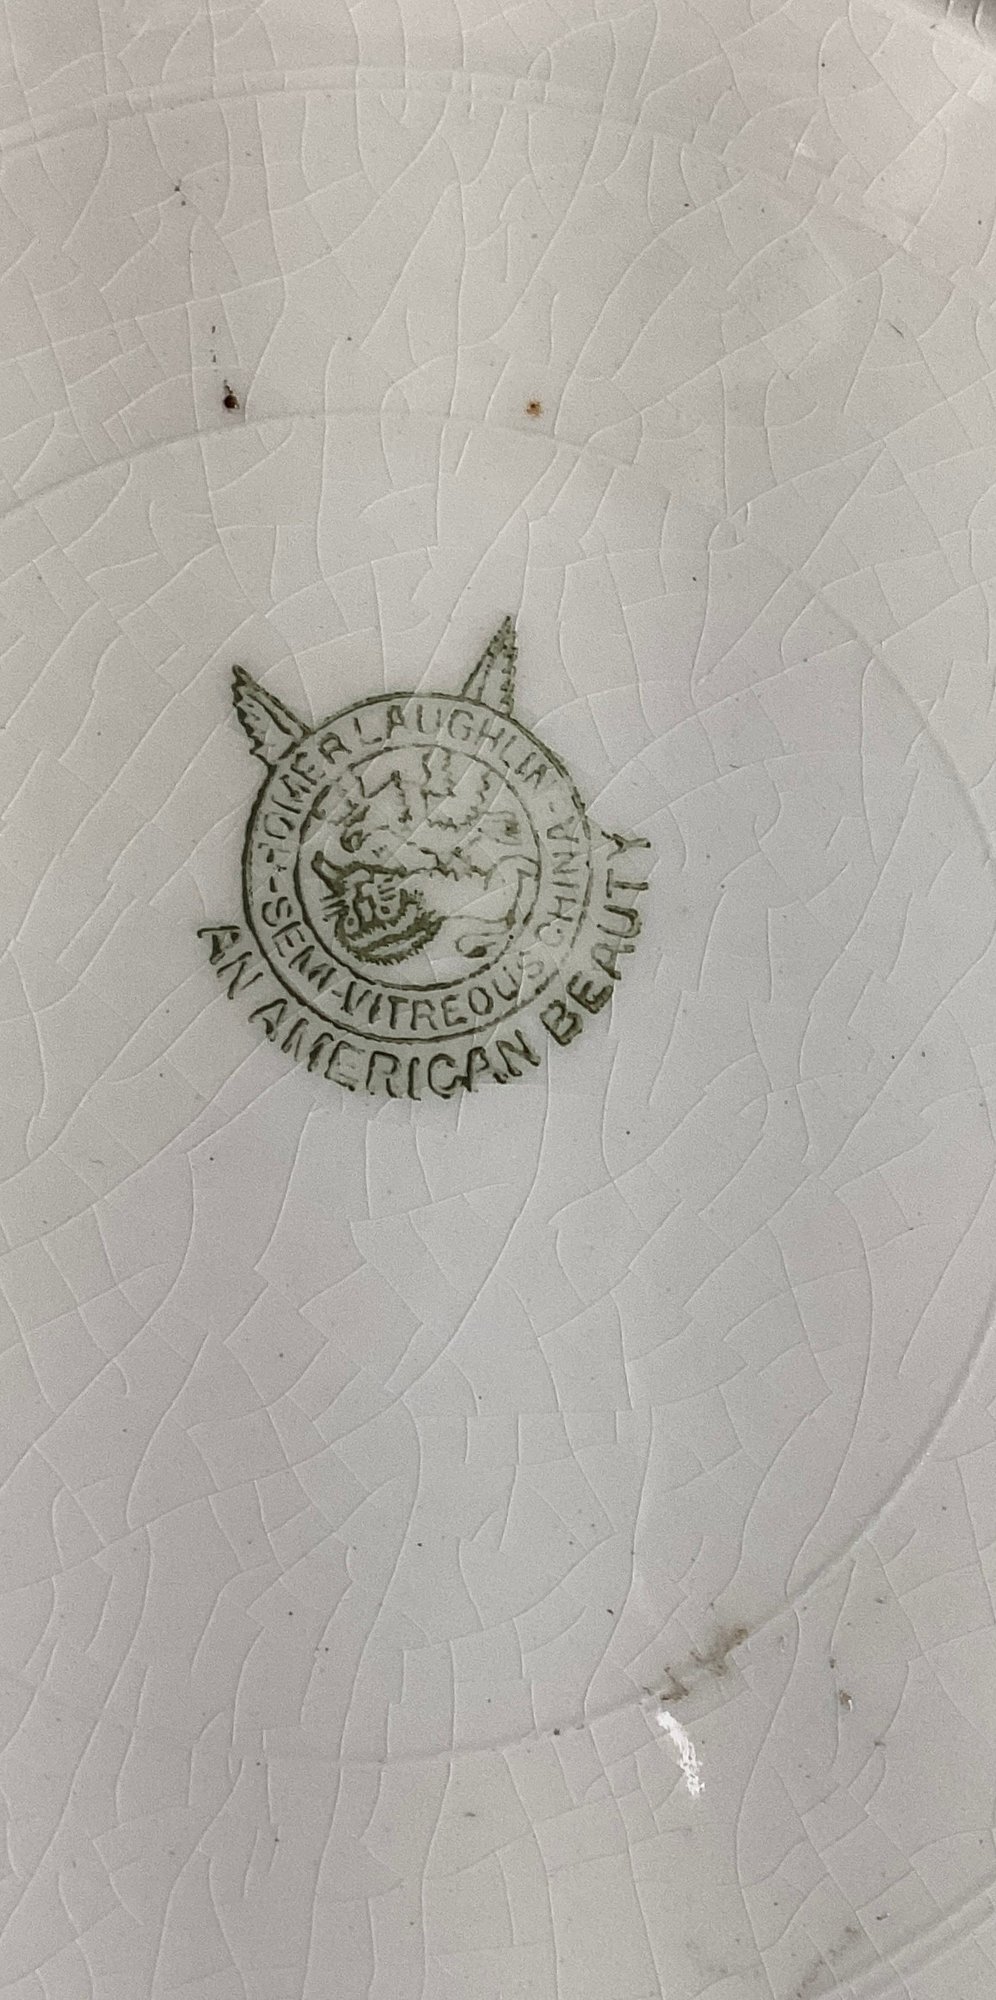 HOMER LAUGHLIN
-SEMI-VITREOUS CHINA-
AN AMERICAN BEAUTY